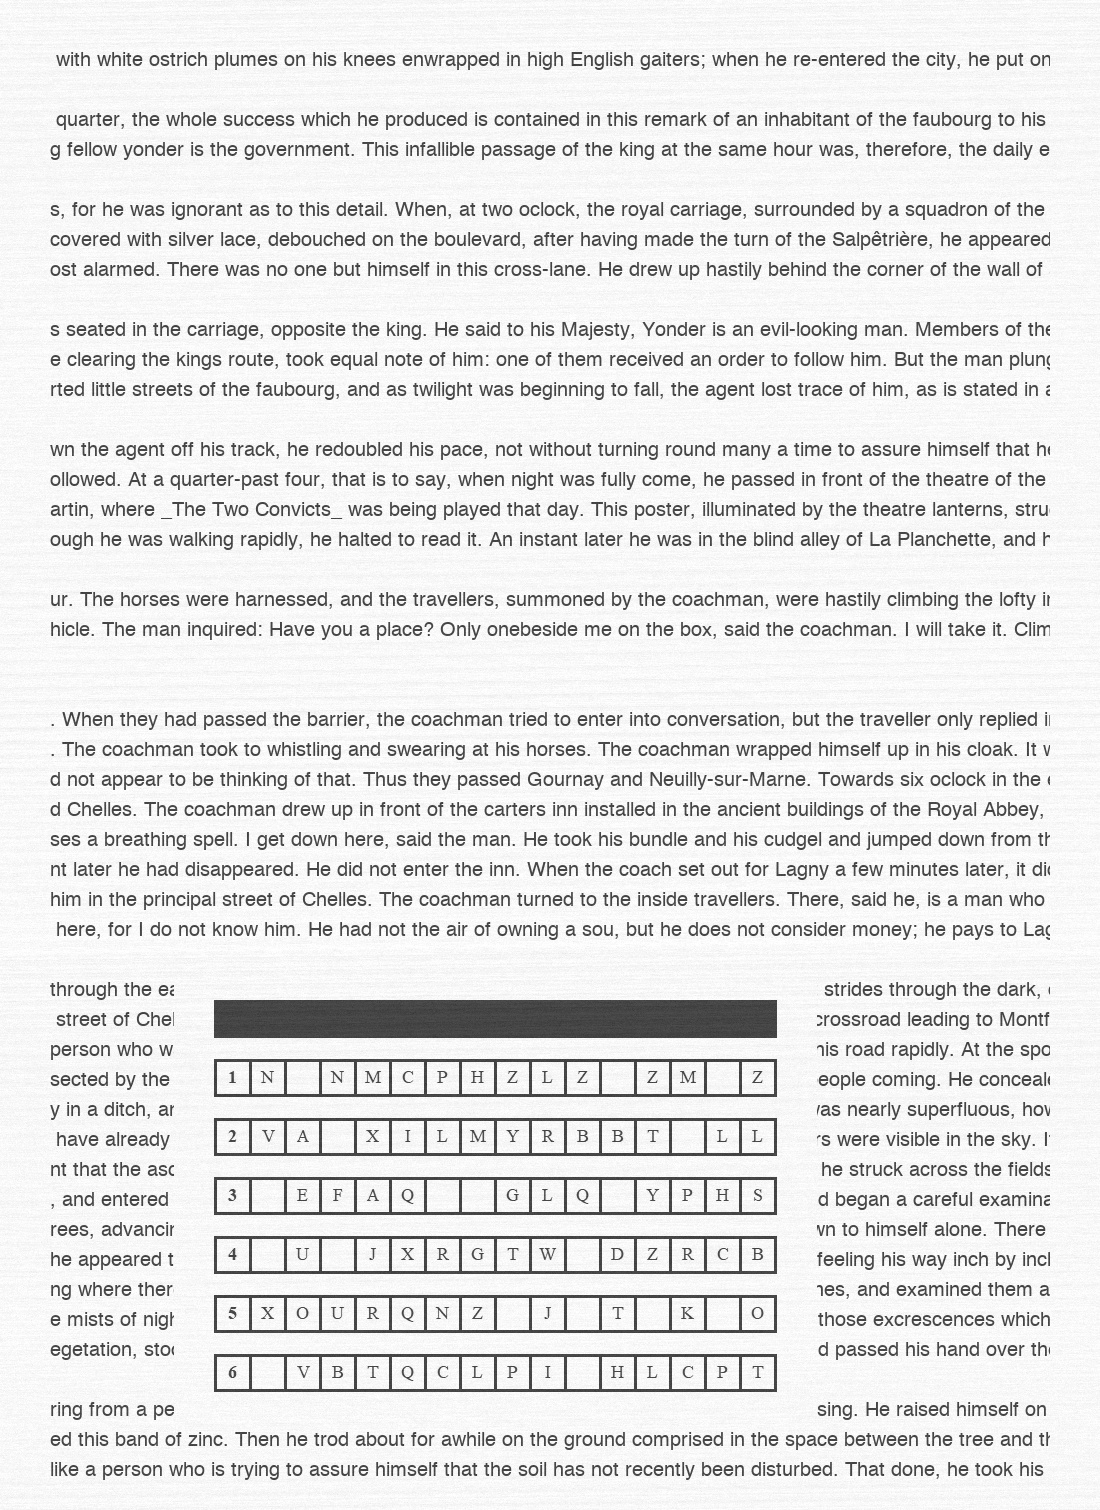 with white ostrich plumes on his knees enwrapped in high English gaiters; when he re-entered the city, he put on
quarter, the whole success which he produced is contained in this remark of an inhabitant of the faubourg to his
g fellow yonder is the government. This infallible passage of the king at the same hour was, therefore, the daily e
s, for he was ignorant as to this detail. When, at two oclock, the royal carriage, surrounded by a squadron of the
covered with silver lace, debouched on the boulevard, after having made the turn of the Salpêtrière, he appeared
ost alarmed. There was no one but himself in this cross-lane. He drew up hastily behind the corner of the wall of
s seated in the carriage, opposite the king. He said to his Majesty, Yonder is an evil-looking man. Members of the
e clearing the kings route, took equal note of him: one of them received an order to follow him. But the man plung
rted little streets of the faubourg, and as twilight was beginning to fall, the agent lost trace of him, as is stated in a
wn the agent off his track, he redoubled his pace, not without turning round many a time to assure himself that he
ollowed. At a quarter-past four, that is to say, when night was fully come, he passed in front of the theatre of the
artin, where _The Two Convicts_ was being played that day. This poster, illuminated by the theatre lanterns, stru
ough he was walking rapidly, he halted to read it. An instant later he was in the blind alley of La Planchette, and h
ur. The horses were harnessed, and the travellers, summoned by the coachman, were hastily climbing the lofty i
hicle. The man inquired: Have you a place? Only onebeside me on the box, said the coachman. I will take it. Clim
. When they had passed the barrier, the coachman tried to enter into conversation, but the traveller only replied i
. The coachman took to whistling and swearing at his horses. The coachman wrapped himself up in his cloak. It w
d not appear to be thinking of that. Thus they passed Gournay and Neuilly-sur-Marne. Towards six oclock in the e
d Chelles. The coachman drew up in front of the carters inn installed in the ancient buildings of the Royal Abbey,
ses a breathing spell. I get down here, said the man. He took his bundle and his cudgel and jumped down from th
nt later he had disappeared. He did not enter the inn. When the coach set out for Lagny a few minutes later, it did
him in the principal street of Chelles. The coachman turned to the inside travellers. There, said he, is a man who
here, for I do not know him. He had not the air of owning a sou, but he does not consider money; he pays to Lag
through the ea strides through the dark,
street of Chel crossroad leading to Montf
person who w his road rapidly. At the spo
sected by the people coming. He conceale
y in a ditch, an was nearly superfluous, how
have already rs were visible in the sky. I
nt that the asc he struck across the fields
, and entered d began a careful examina
rees, advancin wn to himself alone. There
he appeared t feeling his way inch by inch
ng where ther nes, and examined them a
e mists of nigh those excrescences which
egetation, stoo d passed his hand over the
1 N N M C P H Z L Z Z M Z
2 V A X I L M Y R B B T L L
3 E F A Q G L Q Y P H S
4 U J X R G T W D Z R C B
5 X O U R Q N Z J T K O
6 V B T Q C L P I H L C P T
ring from a pe sing. He raised himself on
ed this band of zinc. Then he trod about for awhile on the ground comprised in the space between the tree and th
like a person who is trying to assure himself that the soil has not recently been disturbed. That done, he took his